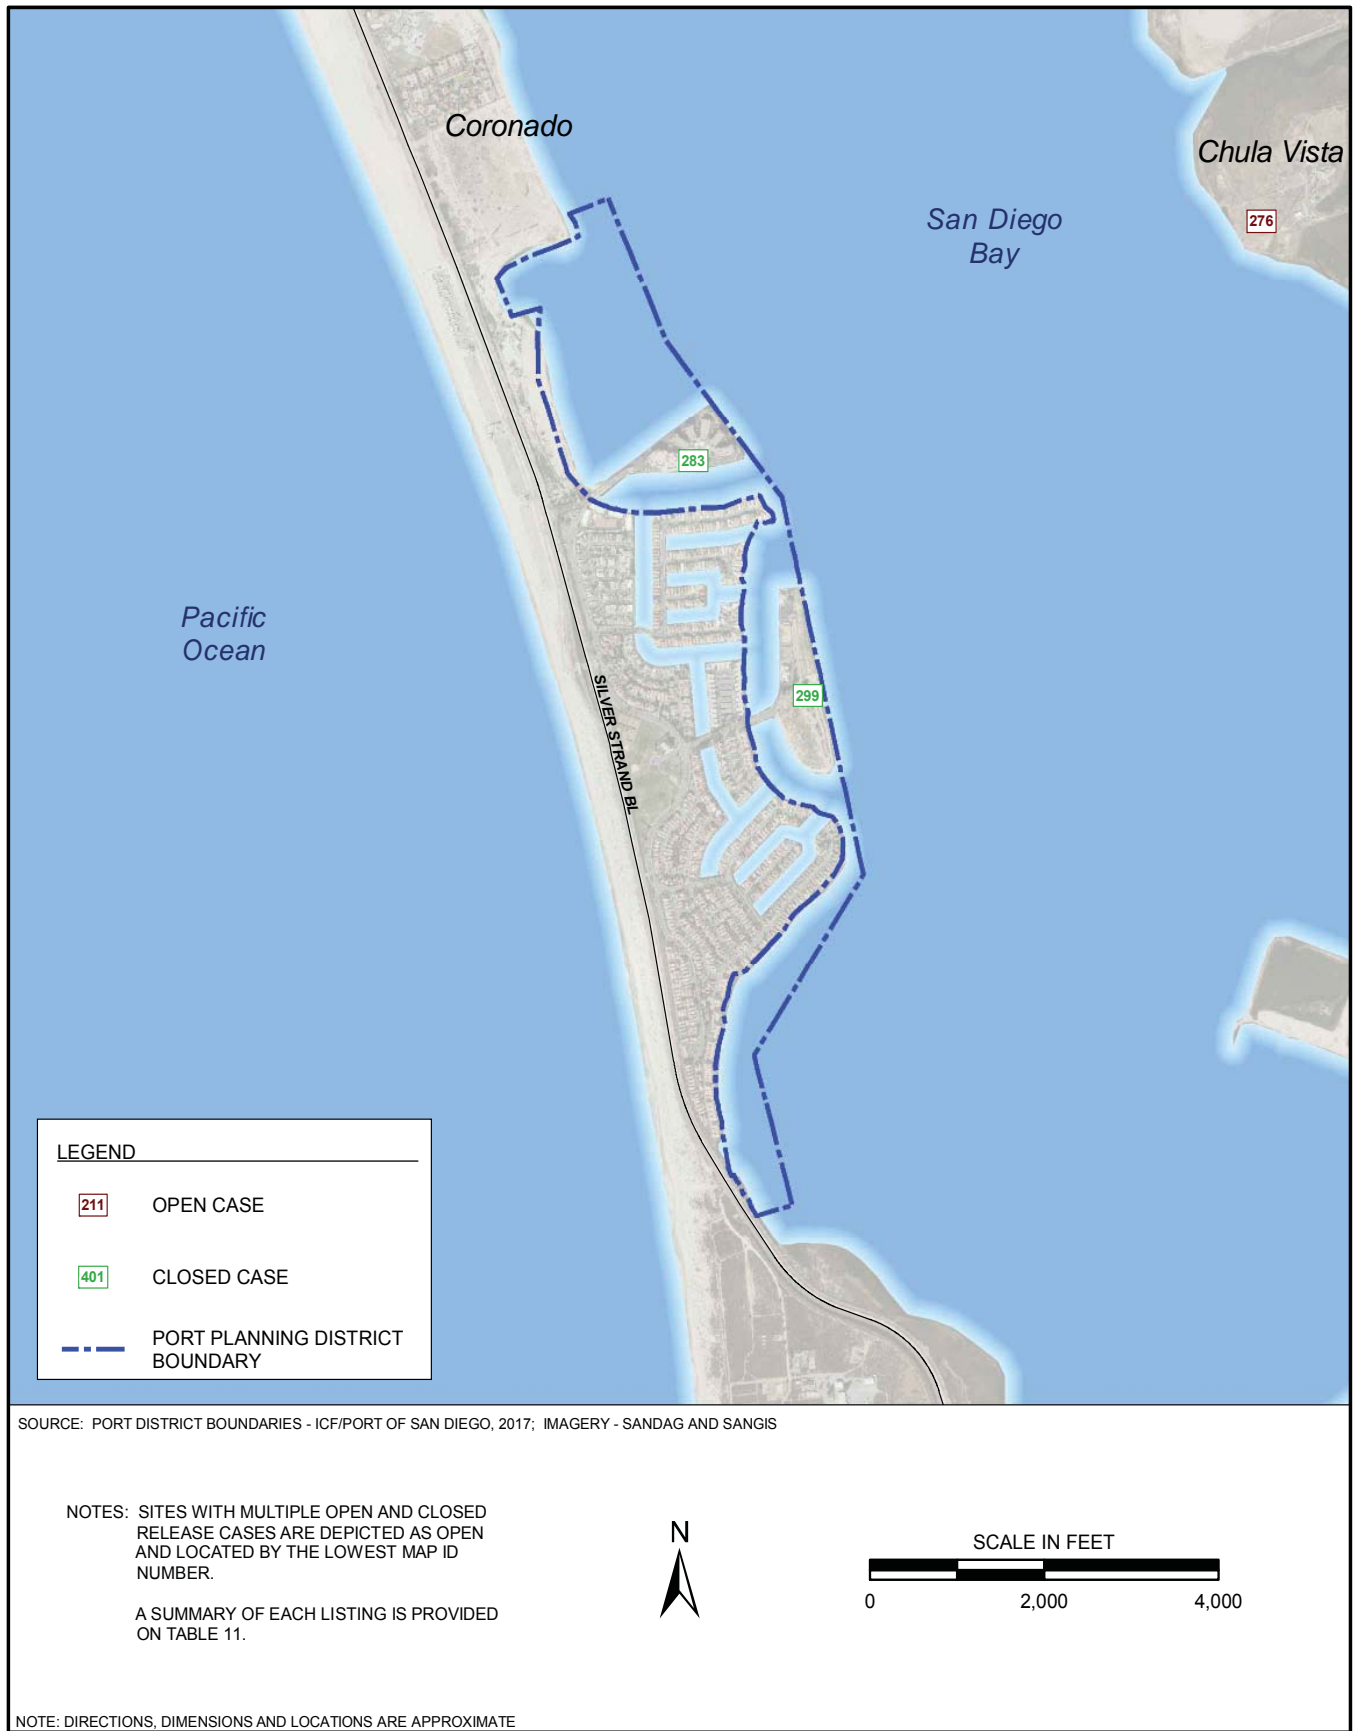 Coronado
Chula Vista
276
San Diego
Bay
283
Pacific
Ocean
299
SILVER STRAND BL
LEGEND
211 OPEN CASE
401 CLOSED CASE
PORT PLANNING DISTRICT
BOUNDARY
SOURCE: PORT DISTRICT BOUNDARIES - ICF/PORT OF SAN DIEGO, 2017; IMAGERY - SANDAG AND SANGIS
NOTES: SITES WITH MULTIPLE OPEN AND CLOSED
RELEASE CASES ARE DEPICTED AS OPEN
AND LOCATED BY THE LOWEST MAP ID
NUMBER.
A SUMMARY OF EACH LISTING IS PROVIDED
ON TABLE 11.
N
SCALE IN FEET
0 2,000 4,000
NOTE: DIRECTIONS, DIMENSIONS AND LOCATIONS ARE APPROXIMATE